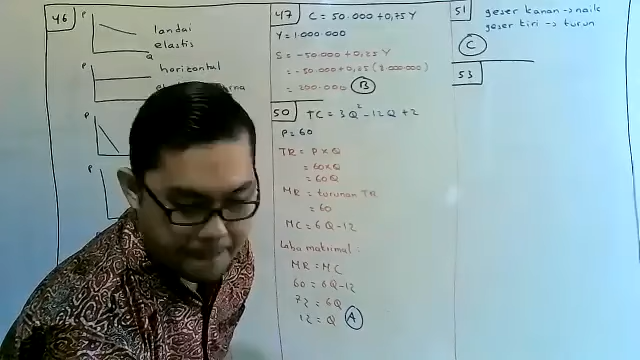 46
P
landai
elastis
Q
P
horizontal
P
P
47
C = 50.000 + 0,75Y
Y = 1.000.000
S = -50.000 + 0,25Y
= -50.000 + 0,25 (1.000.000)
= 200.000 B
50
TC = 3Q² - 12Q + 2
P = 60
TR = P x Q
= 60 x Q
= 60Q
MR = turunan TR
= 60
MC = 6Q - 12
Laba maksimal:
MR = MC
60 = 6Q - 12
72 = 6Q
12 = Q A
51
geser kanan → naik
geser kiri → turun
C
53